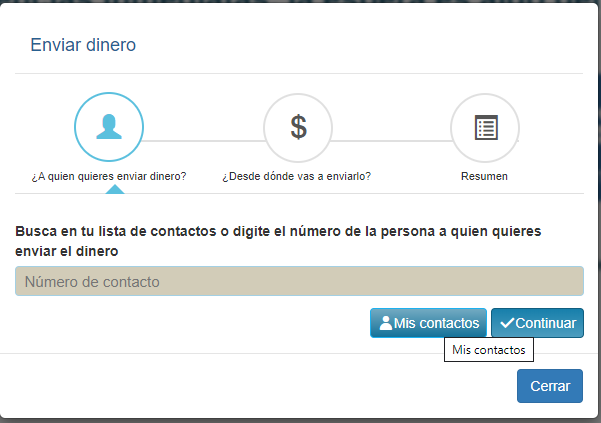 Enviar dinero
$
¿A quien quieres enviar dinero?
¿Desde dónde vas a enviarlo?
Resumen
Busca en tu lista de contactos o digite el número de la persona a quien quieres
enviar el dinero
Número de contacto
Mis contactos
Continuar
Mis contactos
Cerrar